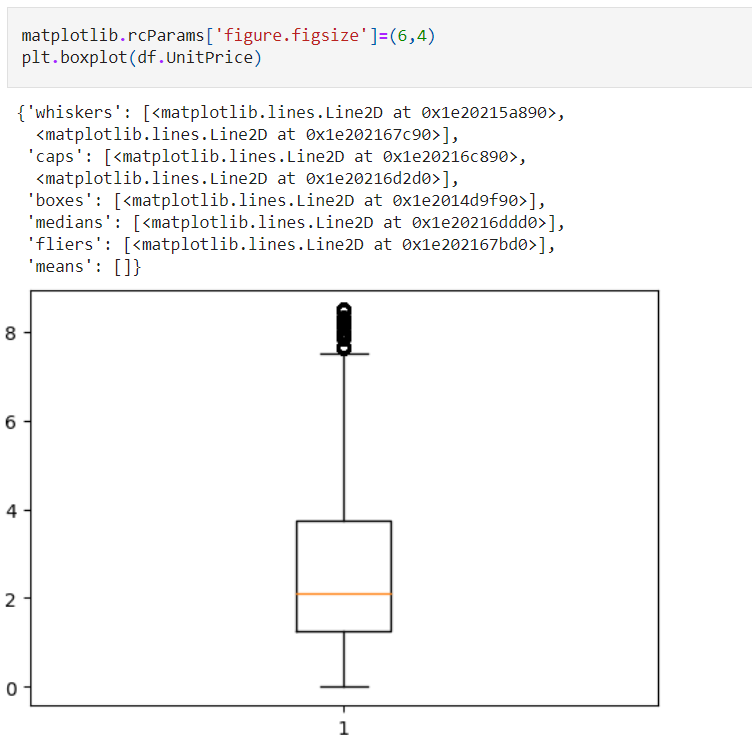 matplotlib.rcParams['figure.figsize']=(6,4)
plt.boxplot(df.UnitPrice)
{'whiskers': [<matplotlib.lines.Line2D at 0x1e20215a890>,
<matplotlib.lines.Line2D at 0x1e202167c90>],
'caps': [<matplotlib.lines.Line2D at 0x1e20216c890>,
<matplotlib.lines.Line2D at 0x1e20216d2d0>],
'boxes': [<matplotlib.lines.Line2D at 0x1e2014d9f90>],
'medians': [<matplotlib.lines.Line2D at 0x1e20216ddd0>],
'fliers': [<matplotlib.lines.Line2D at 0x1e202167bd0>],
'means': []}
8
6
4
2
0
1